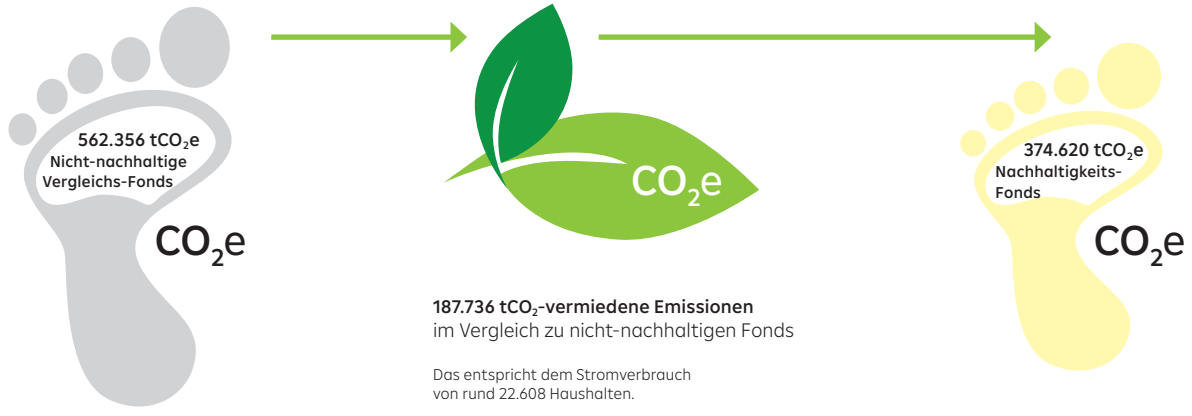 562.356 tCO₂e
Nicht-nachhaltige
Vergleichs-Fonds
CO₂e
CO₂e
187.736 tCO₂-vermiedene Emissionen
im Vergleich zu nicht-nachhaltigen Fonds
Das entspricht dem Stromverbrauch
von rund 22.608 Haushalten.
374.620 tCO₂e
Nachhaltigkeits-
Fonds
CO₂e